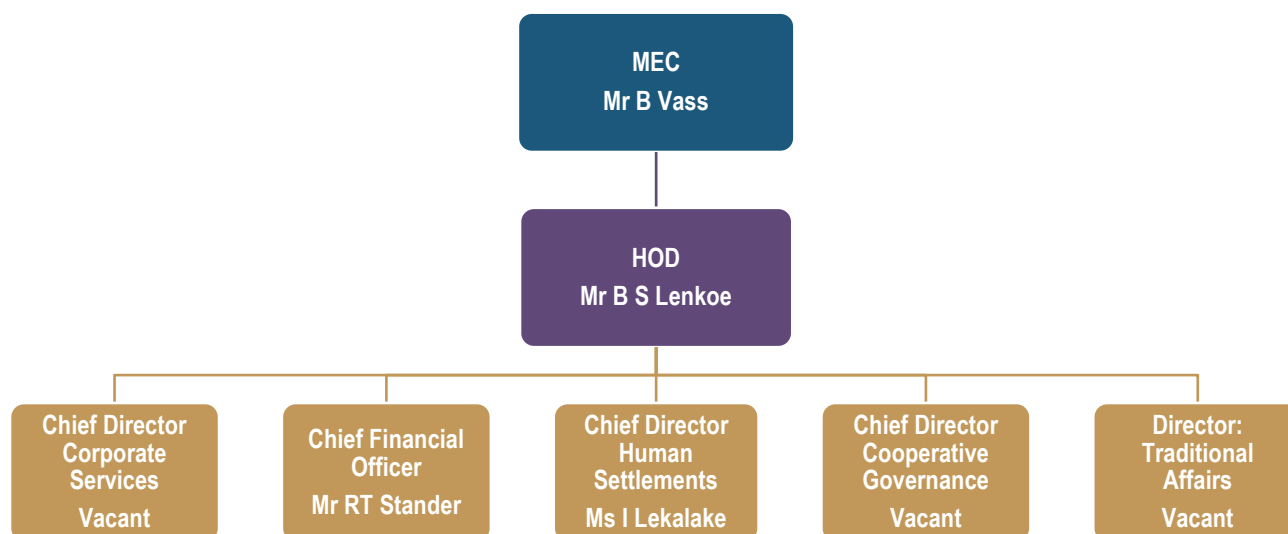 MEC
Mr B Vass
HOD
Mr B S Lenkoe
Chief Director
Corporate
Services
Vacant
Chief Financial
Officer
Mr RT Stander
Chief Director
Human
Settlements
Ms I Lekalake
Chief Director
Cooperative
Governance
Vacant
Director:
Traditional
Affairs
Vacant